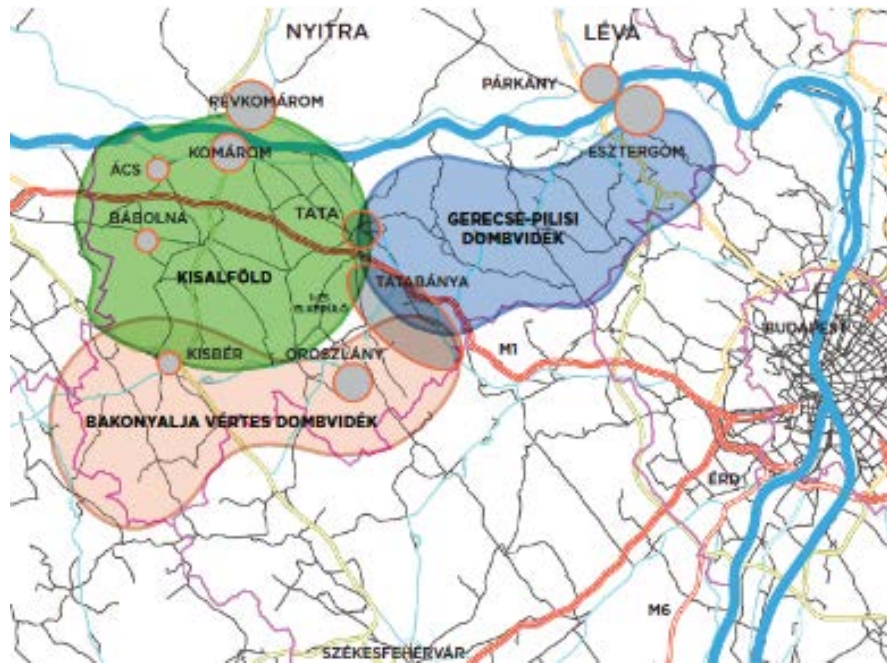 NYITRA
LÉVA
PÁRKÁNY
RÉVKOMÁROM
KOMÁROM
ESZTERGOM
ÁCS
BÁBOLNA
TATA
GERECSE-PILISI
DOMBVIDÉK
KISALFÖLD
TATABÁNYA
BUDAPEST
KISBÉR
OROSZLÁNY
M1
BAKONYALJA VÉRTES DOMBVIDÉK
ÉRD
M6
SZÉKESFEHÉRVÁR